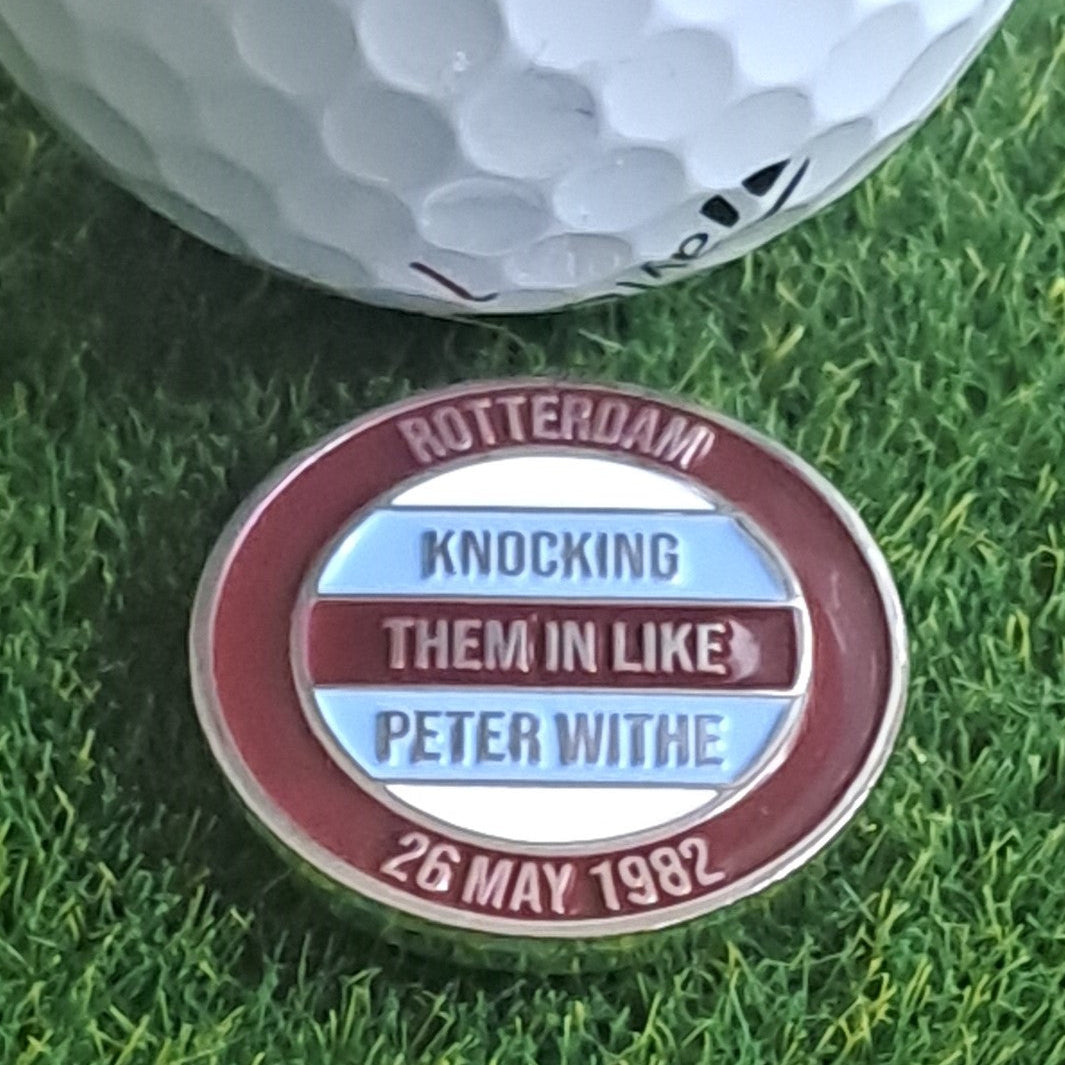 ROTTERDAM
KNOCKING
THEM IN LIKE
PETER WITHE
26 MAY 1982